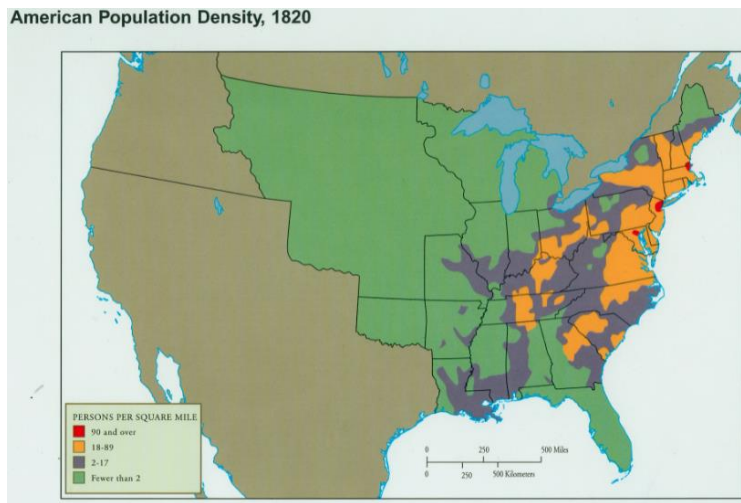 American Population Density, 1820
PERSONS PER SQUARE MILE
90 and over
18-89
2-17
Fewer than 2
0 250 500 Miles
0 250 500 Kilometers